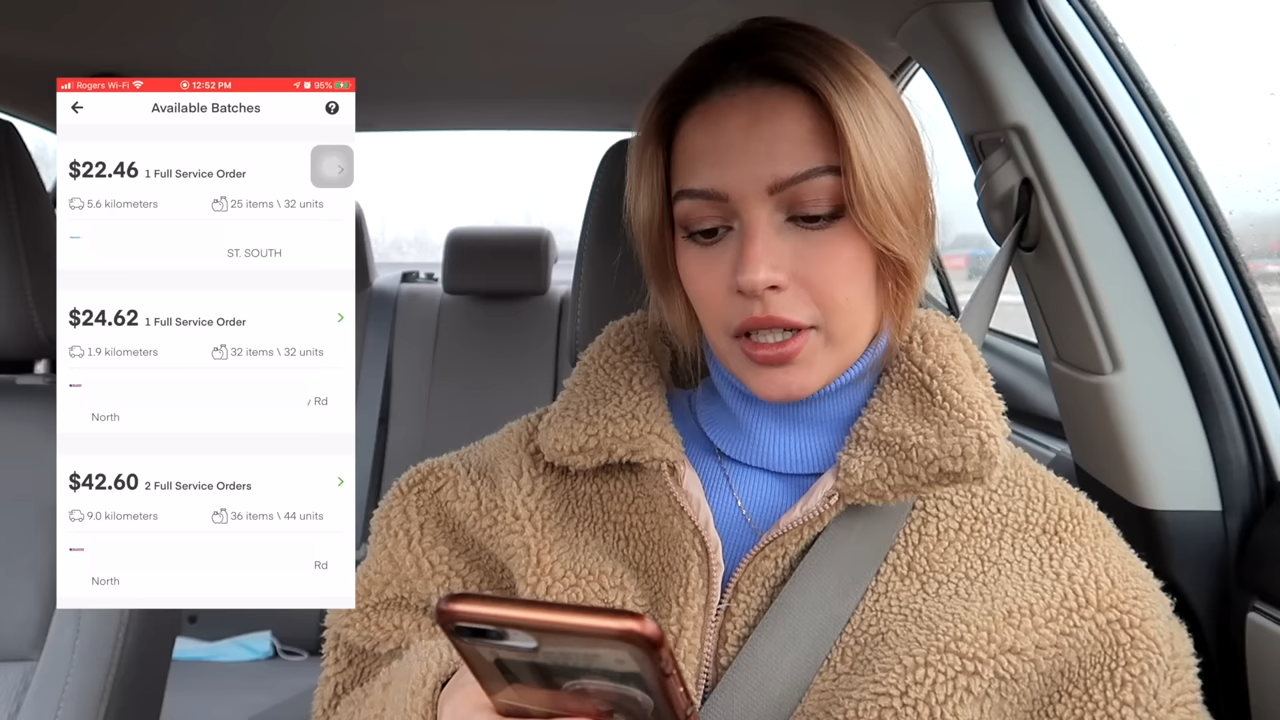 Rogers Wi-Fi 12:52 PM 95%
Available Batches
$22.46 1 Full Service Order
5.6 kilometers 25 items \ 32 units
ST. SOUTH
$24.62 1 Full Service Order
1.9 kilometers 32 items \ 32 units
/ Rd
North
$42.60 2 Full Service Orders
9.0 kilometers 36 items \ 44 units
Rd
North